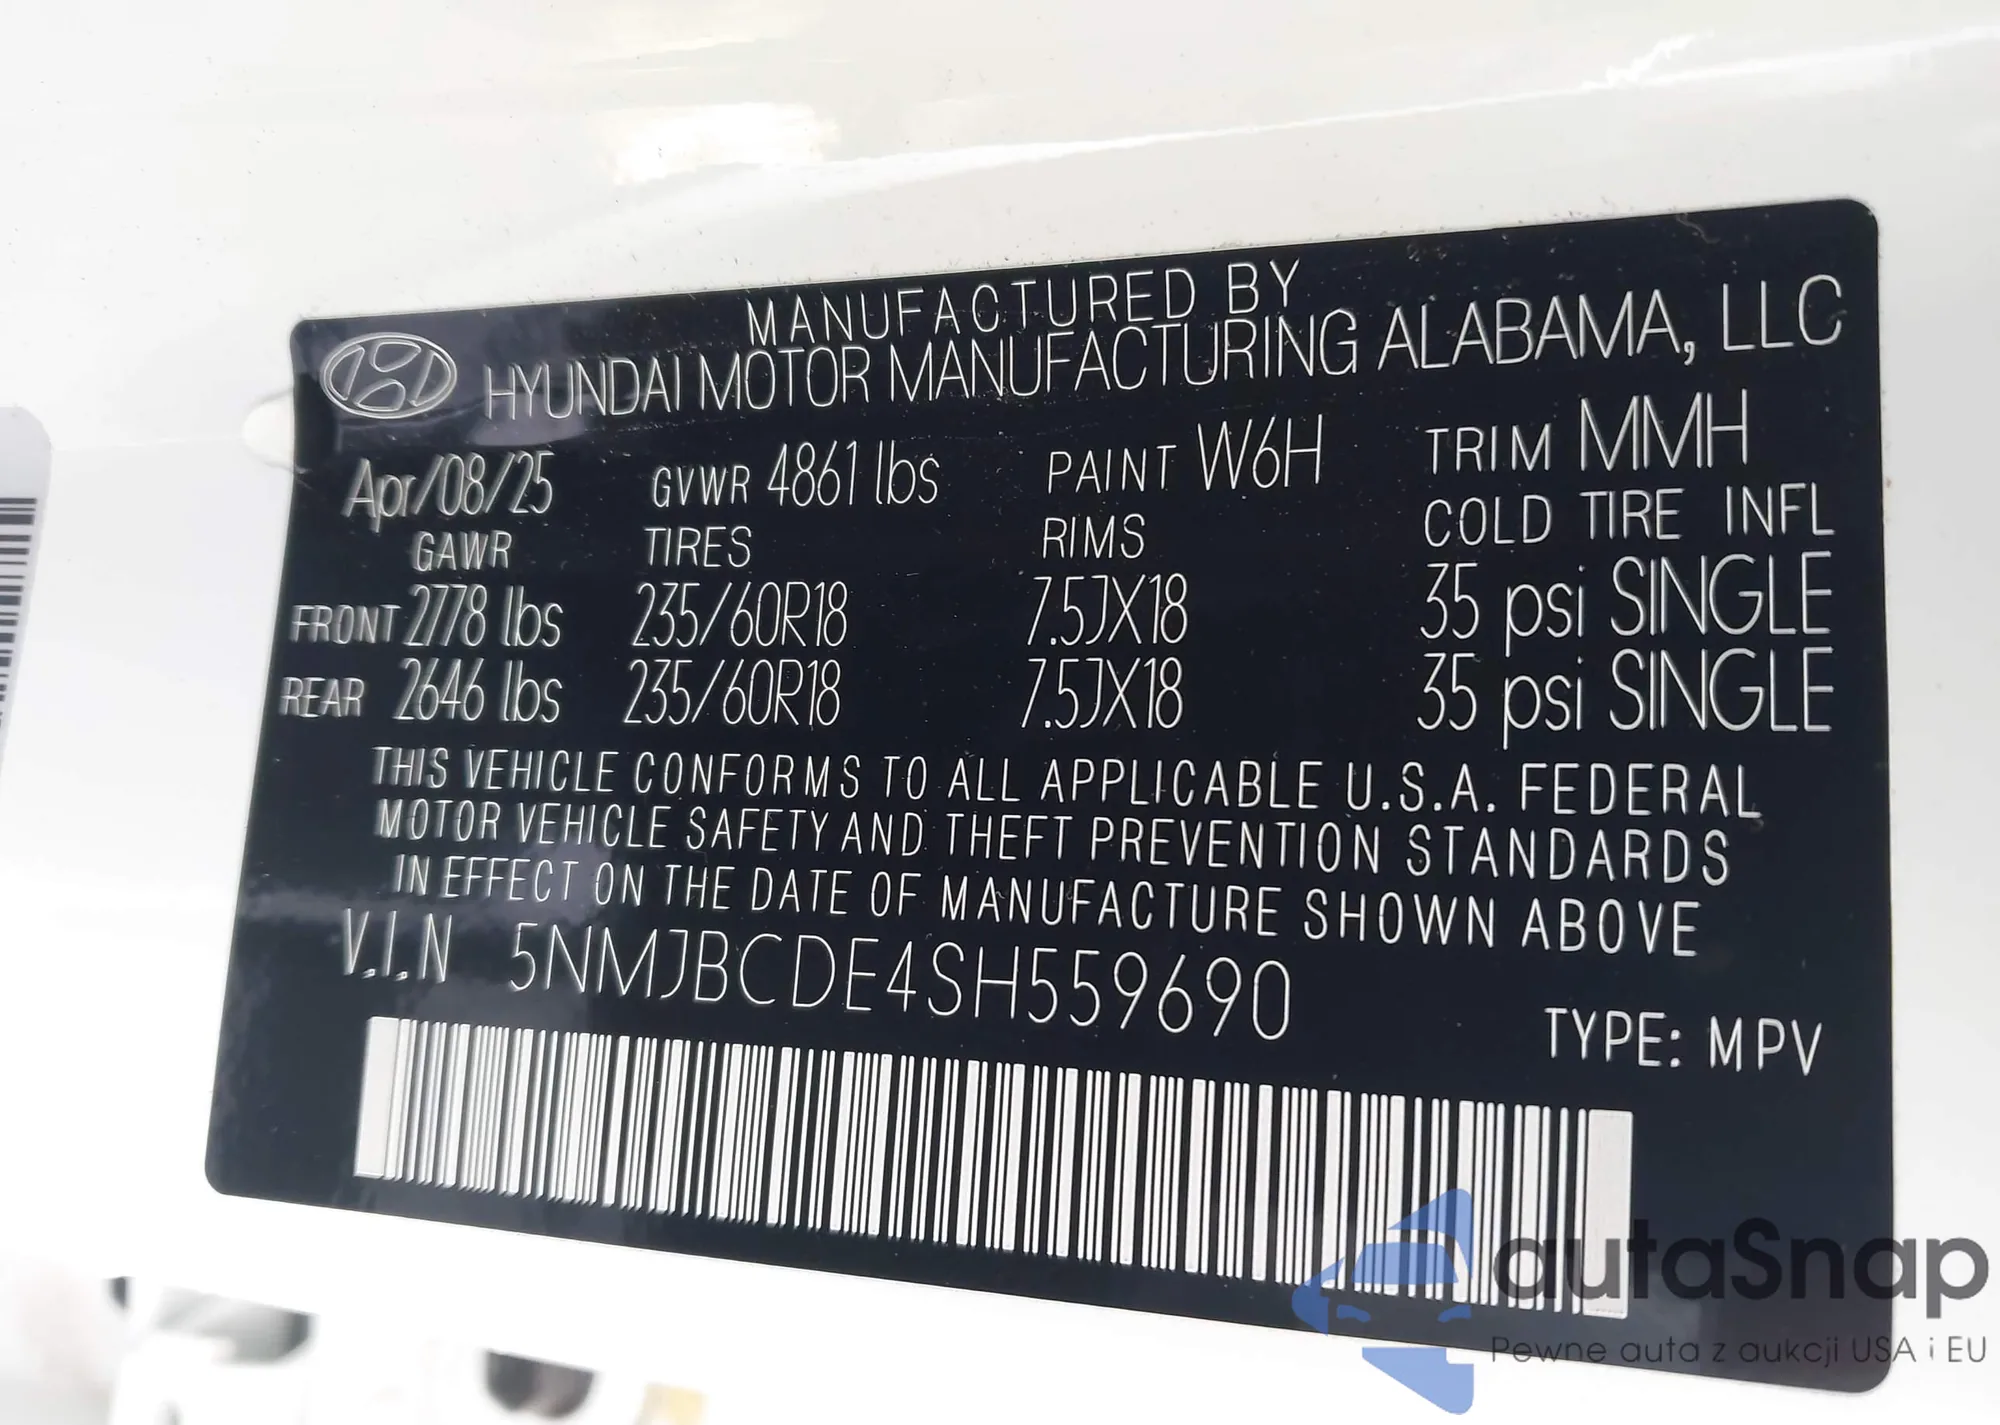 MANUFACTURED BY
HYUNDAI MOTOR MANUFACTURING ALABAMA, LLC
Apr/08/25 GVWR 4861 lbs PAINT W6H TRIM MMH
GAWR TIRES RIMS COLD TIRE INFL
FRONT 2778 lbs 235/60R18 7.5JX18 35 psi SINGLE
REAR 2646 lbs 235/60R18 7.5JX18 35 psi SINGLE
THIS VEHICLE CONFORMS TO ALL APPLICABLE U.S.A. FEDERAL
MOTOR VEHICLE SAFETY AND THEFT PREVENTION STANDARDS
IN EFFECT ON THE DATE OF MANUFACTURE SHOWN ABOVE
V.I.N 5NMJBCDE4SH559690
TYPE: MPV
autaSnap
Pewne auta z aukcji USA i EU